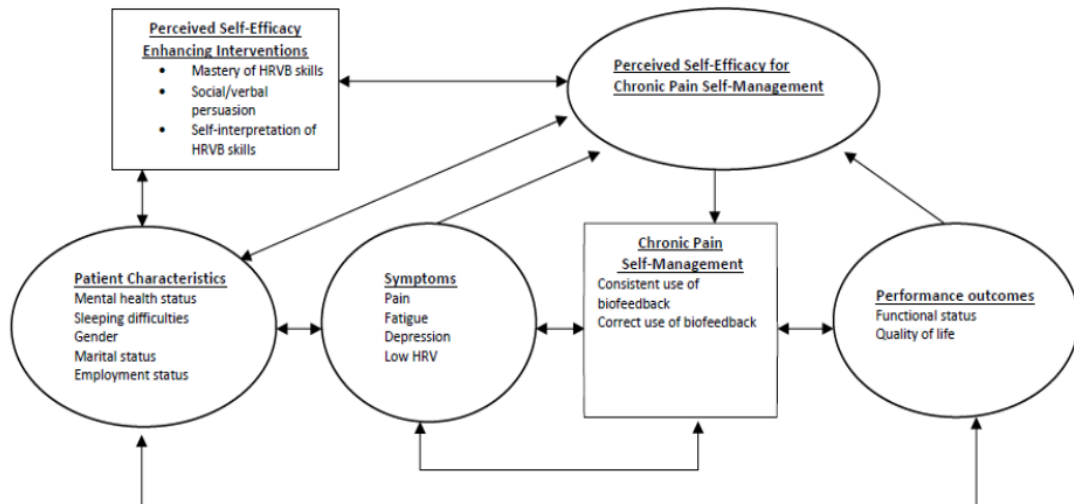 Perceived Self-Efficacy
Enhancing Interventions
• Mastery of HRVB skills
• Social/verbal
persuasion
• Self-interpretation of
HRVB skills
Perceived Self-Efficacy for
Chronic Pain Self-Management
Patient Characteristics
Mental health status
Sleeping difficulties
Gender
Marital status
Employment status
Symptoms
Pain
Fatigue
Depression
Low HRV
Chronic Pain
Self-Management
Consistent use of
biofeedback
Correct use of biofeedback
Performance outcomes
Functional status
Quality of life